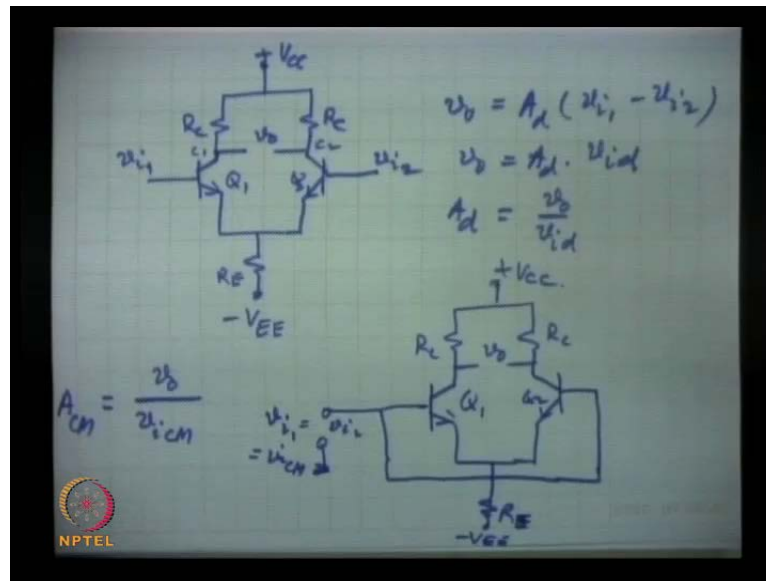 + Vcc
Rc Rc
vo
C1 C2
vi1 vi2
Q1 Q2
RE
-VEE
vo = Ad (vi1 - vi2)
vo = Ad . vid
Ad = vo / vid
+ Vcc.
Rc Rc
vo
Q1 Q2
vi1 = vi2
= viCM
RE
-VEE
ACM = vo / viCM
NPTEL